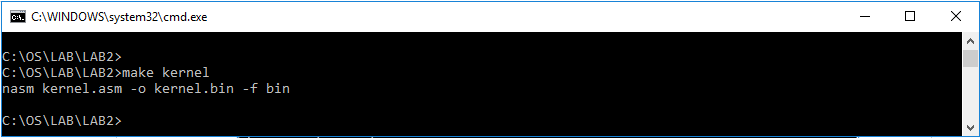 C:\WINDOWS\system32\cmd.exe
C:\OS\LAB\LAB2>
C:\OS\LAB\LAB2>make kernel
nasm kernel.asm -o kernel.bin -f bin
C:\OS\LAB\LAB2>